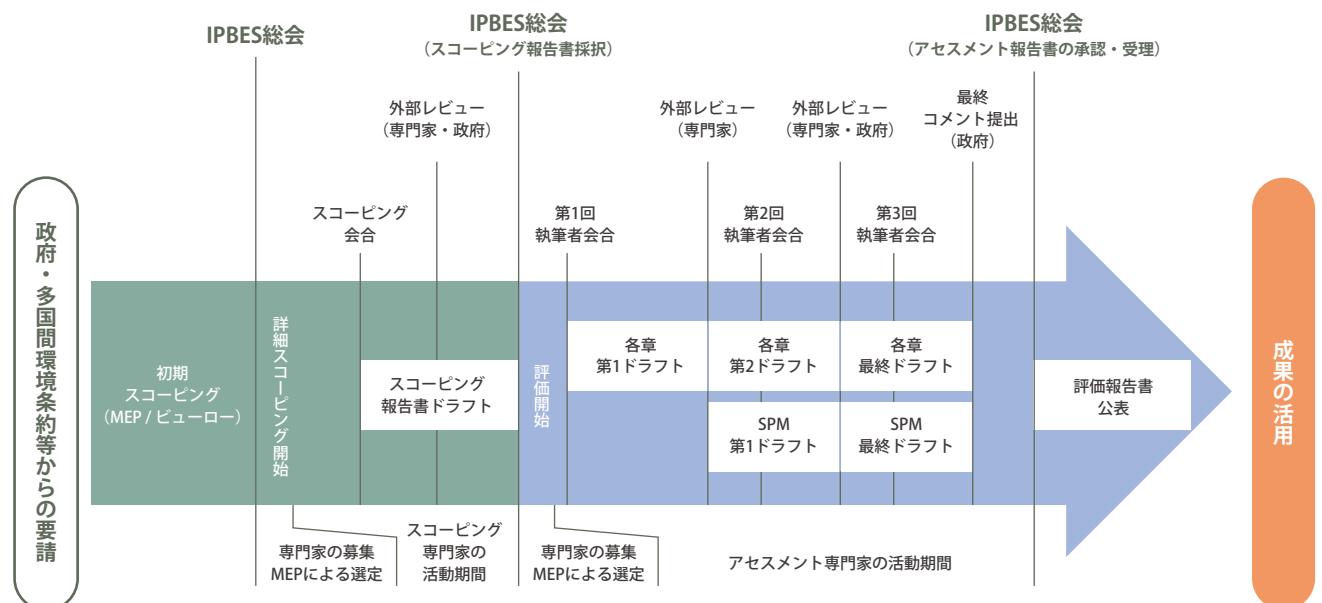 IPBES総会
IPBES総会
（スコーピング報告書採択）
IPBES総会
（アセスメント報告書の承認・受理）
外部レビュー
（専門家・政府）
外部レビュー
（専門家）
外部レビュー
（専門家・政府）
最終
コメント提出
（政府）
スコーピング
会合
第1回
執筆者会合
第2回
執筆者会合
第3回
執筆者会合
政府・多国間環境条約等からの要請
初期
スコーピング
（MEP / ビューロー）
詳細スコーピング開始
スコーピング
報告書ドラフト
評価開始
各章
第1ドラフト
各章
第2ドラフト
各章
最終ドラフト
SPM
第1ドラフト
SPM
最終ドラフト
評価報告書
公表
成果の活用
専門家の募集
MEPによる選定
スコーピング
専門家の
活動期間
専門家の募集
MEPによる選定
アセスメント専門家の活動期間